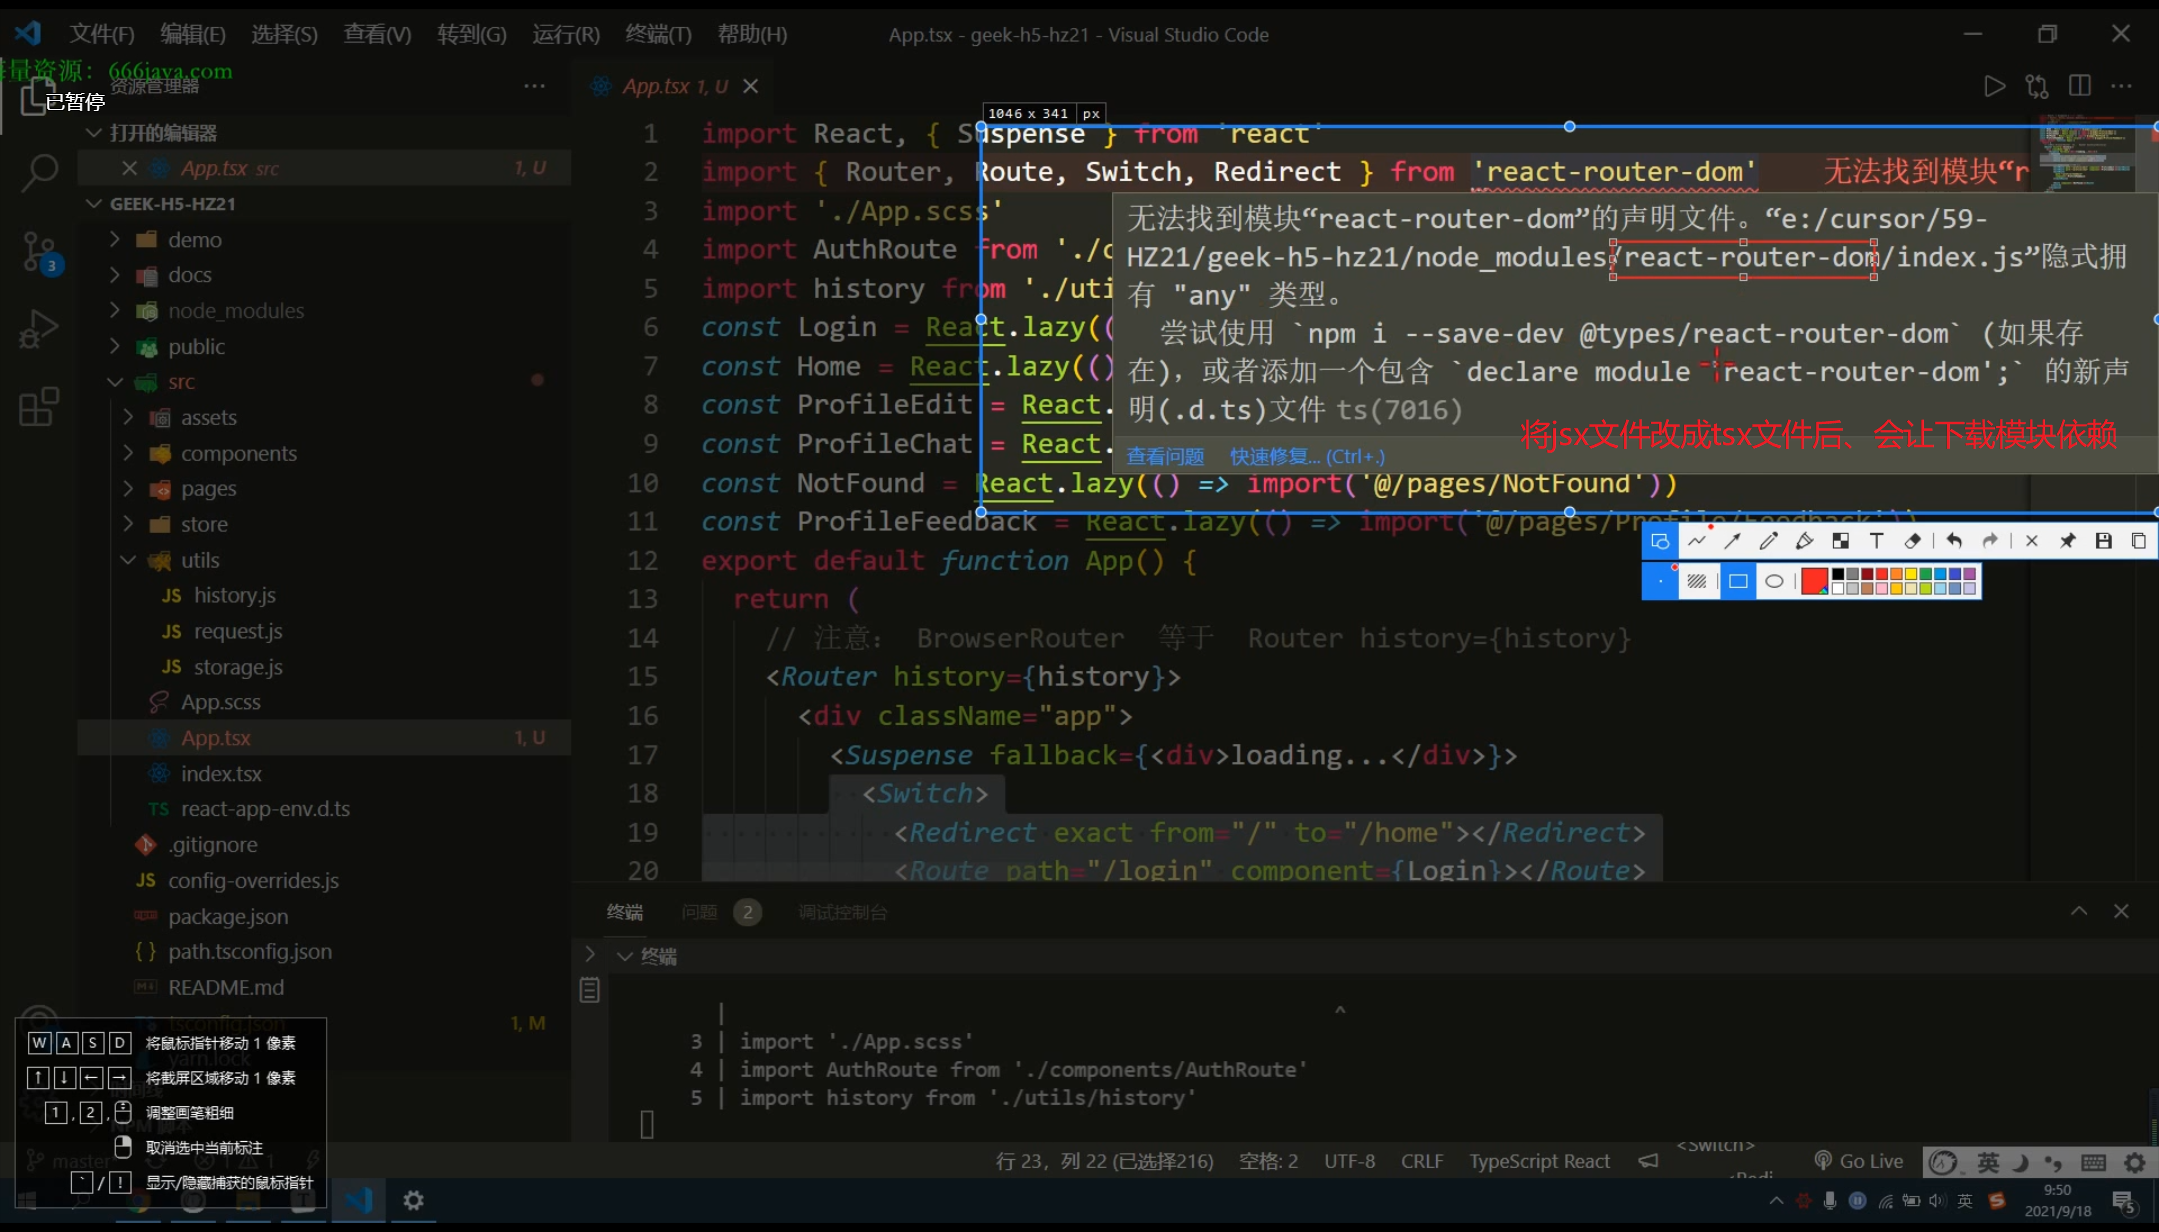 文件(F) 编辑(E) 选择(S) 查看(V) 转到(G) 运行(R) 终端(T) 帮助(H)
App.tsx - geek-h5-hz21 - Visual Studio Code
量资源：666java.com
资源管理器
已暂停
App.tsx 1, U
打开的编辑器
App.tsx src 1, U
GEEK-H5-HZ21
demo
docs
node_modules
public
src
assets
components
pages
store
utils
JS history.js
JS request.js
JS storage.js
App.scss
App.tsx 1, U
index.tsx
TS react-app-env.d.ts
.gitignore
JS config-overrides.js
package.json
{ } path.tsconfig.json
README.md
tsconfig.json 1, M
yarn.lock
3
1046 x 341 px
1 import React, { Suspense } from 'react'
2 import { Router, Route, Switch, Redirect } from 'react-router-dom' 无法找到模块“r
3 import './App.scss'
4 import AuthRoute from './c
5 import history from './uti
6 const Login = React.lazy((
7 const Home = React.lazy(()
8 const ProfileEdit = React.
9 const ProfileChat = React.
10 const NotFound = React.lazy(() => import('@/pages/NotFound'))
11 const ProfileFeedback = React.lazy(() => import('@/pages/Profile/Feedback'))
12 export default function App() {
13 return (
14 // 注意： BrowserRouter 等于 Router history={history}
15 <Router history={history}>
16 <div className="app">
17 <Suspense fallback={<div>loading...</div>}>
18 <Switch>
19 <Redirect exact from="/" to="/home"></Redirect>
20 <Route path="/login" component={Login}></Route>
无法找到模块“react-router-dom”的声明文件。“e:/cursor/59-
HZ21/geek-h5-hz21/node_modules/react-router-dom/index.js”隐式拥
有 "any" 类型。
尝试使用 `npm i --save-dev @types/react-router-dom` (如果存
在)，或者添加一个包含 `declare module 'react-router-dom';` 的新声
明(.d.ts)文件 ts(7016)
将jsx文件改成tsx文件后、会让下载模块依赖
查看问题 快速修复... (Ctrl+.)
终端 问题 2 调试控制台
终端
^
3 | import './App.scss'
4 | import AuthRoute from './components/AuthRoute'
5 | import history from './utils/history'
W A S D 将鼠标指针移动 1 像素
↑ ↓ ← → 将截屏区域移动 1 像素
1 , 2 , 调整画笔粗细
取消选中当前标注
` / ! 显示/隐藏捕获的鼠标指针
master
行 23，列 22 (已选择216) 空格: 2 UTF-8 CRLF TypeScript React
<Switch>
Go Live
英
英
9:50
2021/9/18
5